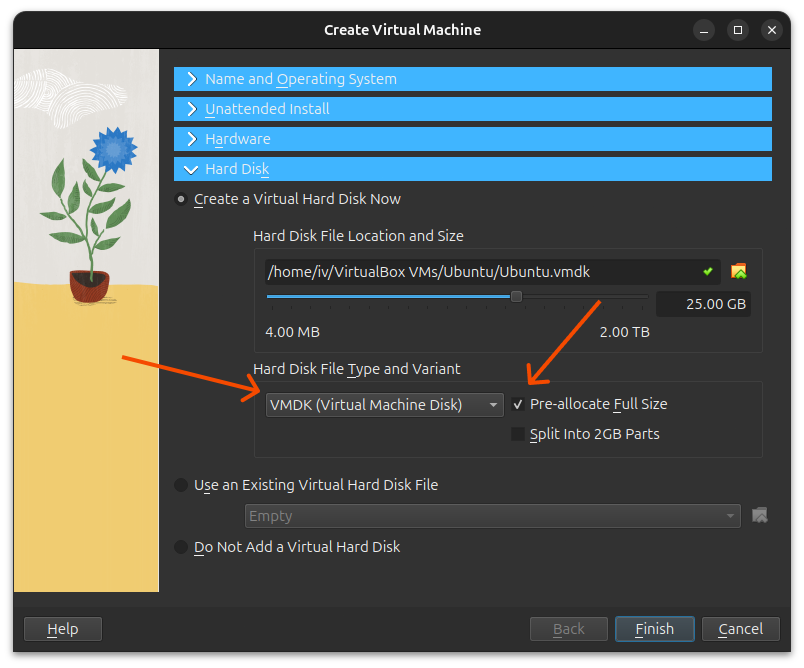 Create Virtual Machine
Name and Operating System
Unattended Install
Hardware
Hard Disk
Create a Virtual Hard Disk Now
Hard Disk File Location and Size
/home/iv/VirtualBox VMs/Ubuntu/Ubuntu.vmdk
25.00 GB
4.00 MB 2.00 TB
Hard Disk File Type and Variant
VMDK (Virtual Machine Disk) Pre-allocate Full Size
Split Into 2GB Parts
Use an Existing Virtual Hard Disk File
Empty
Do Not Add a Virtual Hard Disk
Help Back Finish Cancel